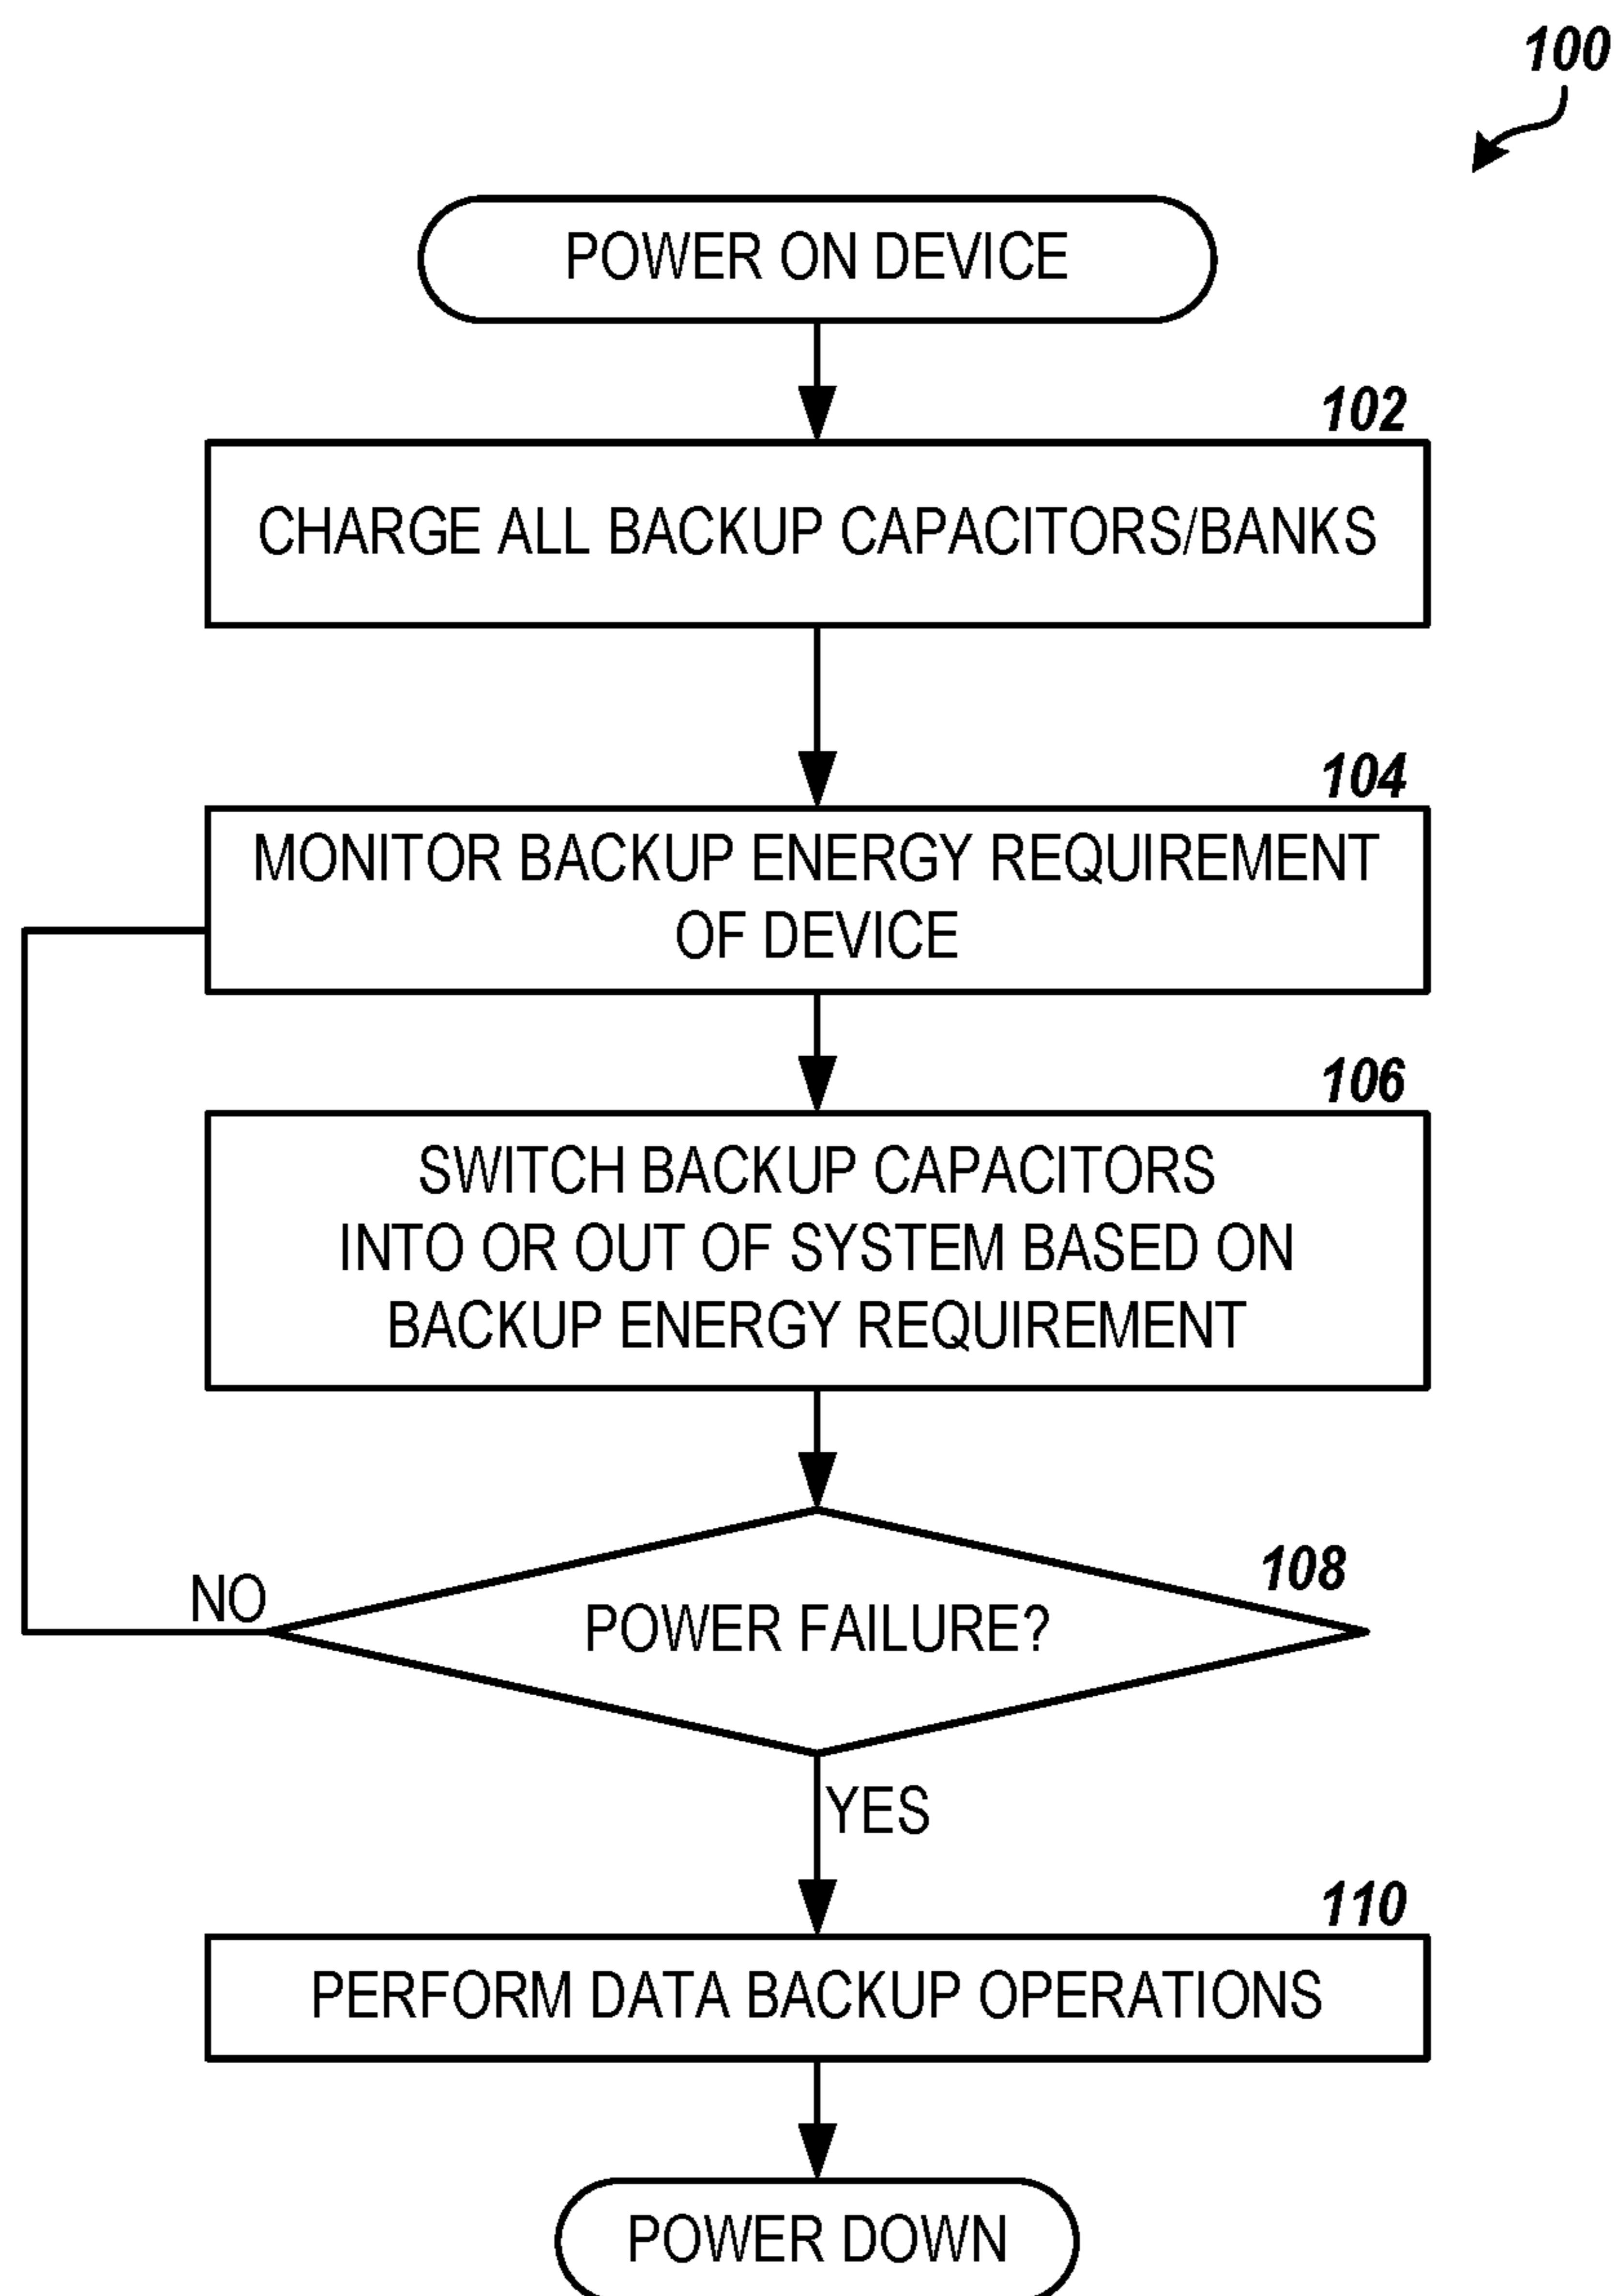 100
POWER ON DEVICE
102
CHARGE ALL BACKUP CAPACITORS/BANKS
104
MONITOR BACKUP ENERGY REQUIREMENT
OF DEVICE
106
SWITCH BACKUP CAPACITORS
INTO OR OUT OF SYSTEM BASED ON
BACKUP ENERGY REQUIREMENT
108
NO
POWER FAILURE?
YES
110
PERFORM DATA BACKUP OPERATIONS
POWER DOWN